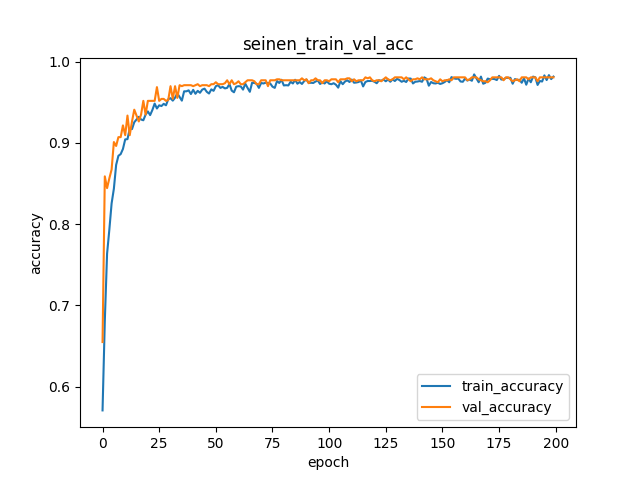 seinen_train_val_acc
accuracy
1.0
0.9
0.8
0.7
0.6
0 25 50 75 100 125 150 175 200
epoch
train_accuracy
val_accuracy